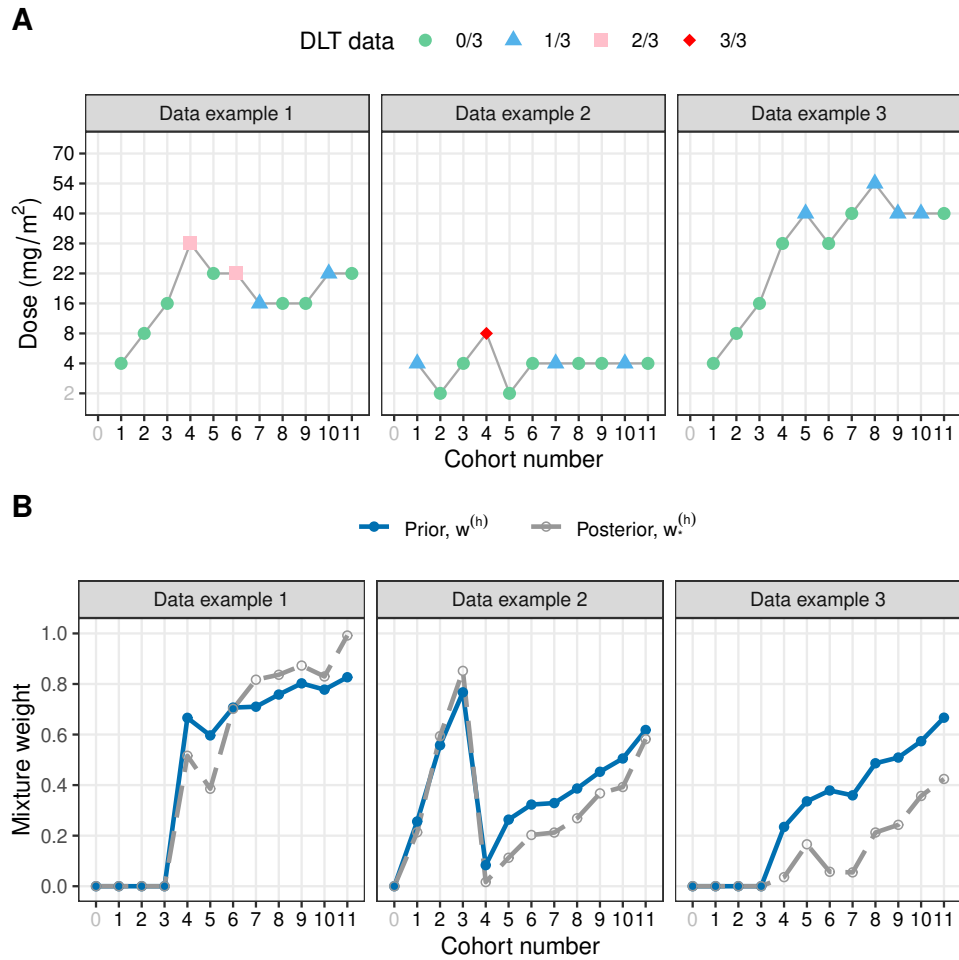 A
DLT data 0/3 1/3 2/3 3/3
Data example 1 Data example 2 Data example 3
Dose (mg/m²)
70
54
40
28
22
16
8
4
2
0 1 2 3 4 5 6 7 8 9 10 11 0 1 2 3 4 5 6 7 8 9 10 11 0 1 2 3 4 5 6 7 8 9 10 11
Cohort number
B
Prior, w^(h) Posterior, w*^(h)
Data example 1 Data example 2 Data example 3
Mixture weight
1.0
0.8
0.6
0.4
0.2
0.0
0 1 2 3 4 5 6 7 8 9 10 11 0 1 2 3 4 5 6 7 8 9 10 11 0 1 2 3 4 5 6 7 8 9 10 11
Cohort number